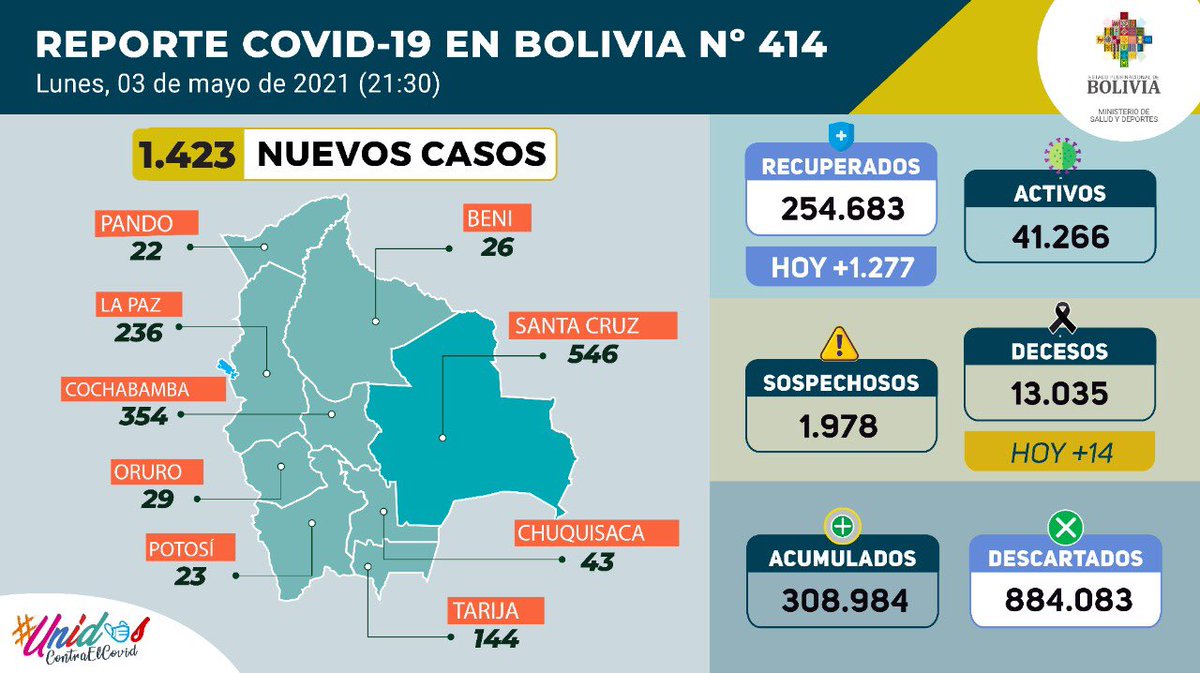 REPORTE COVID-19 EN BOLIVIA Nº 414
Lunes, 03 de mayo de 2021 (21:30)
ESTADO PLURINACIONAL DE
BOLIVIA
MINISTERIO DE
SALUD Y DEPORTES
1.423 NUEVOS CASOS
PANDO
22
BENI
26
LA PAZ
236
SANTA CRUZ
546
COCHABAMBA
354
ORURO
29
CHUQUISACA
43
POTOSÍ
23
TARIJA
144
RECUPERADOS
254.683
HOY +1.277
ACTIVOS
41.266
SOSPECHOSOS
1.978
DECESOS
13.035
HOY +14
ACUMULADOS
308.984
DESCARTADOS
884.083
#Unidos
ContraElCovid